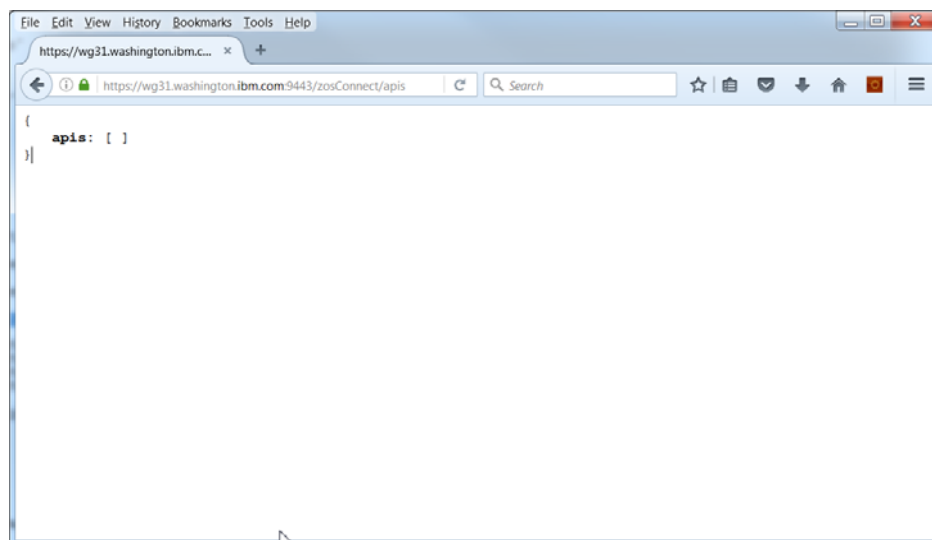 File Edit View History Bookmarks Tools Help
https://wg31.washington.ibm.c... × +
https://wg31.washington.ibm.com:9443/zosConnect/apis Search
{
apis: [ ]
}